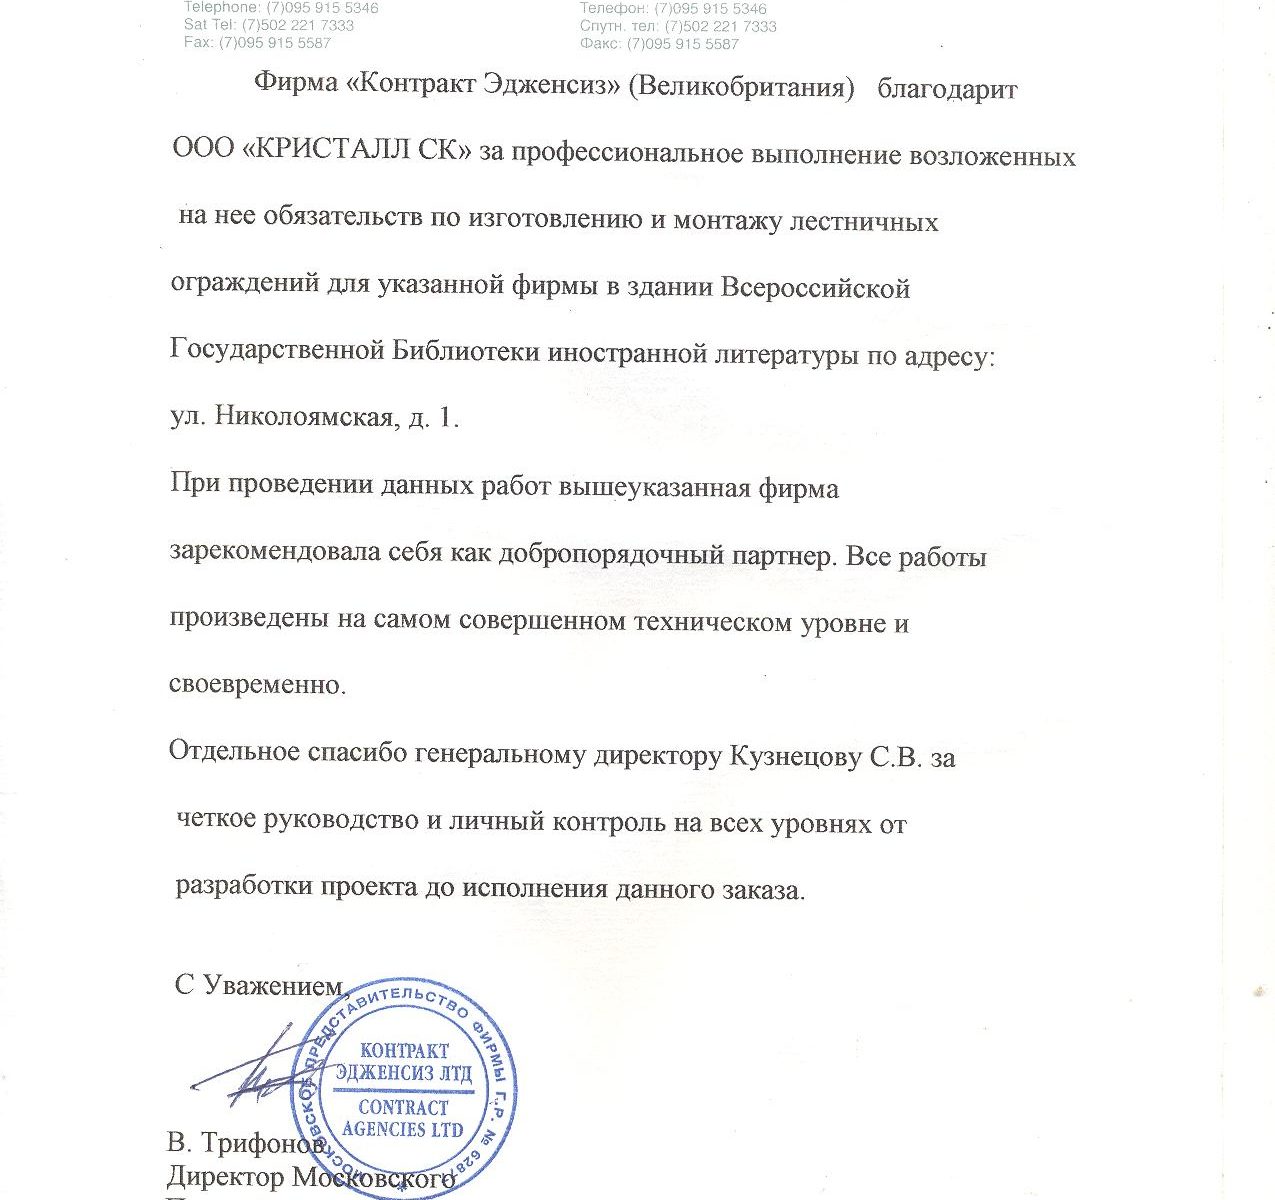 Telephone: (7)095 915 5346
Sat Tel: (7)502 221 7333
Fax: (7)095 915 5587
Телефон: (7)095 915 5346
Спутн. тел: (7)502 221 7333
Факс: (7)095 915 5587
Фирма «Контракт Эдженсиз» (Великобритания) благодарит
ООО «КРИСТАЛЛ СК» за профессиональное выполнение возложенных
на нее обязательств по изготовлению и монтажу лестничных
ограждений для указанной фирмы в здании Всероссийской
Государственной Библиотеки иностранной литературы по адресу:
ул. Николоямская, д. 1.
При проведении данных работ вышеуказанная фирма
зарекомендовала себя как добропорядочный партнер. Все работы
произведены на самом совершенном техническом уровне и
своевременно.
Отдельное спасибо генеральному директору Кузнецову С.В. за
четкое руководство и личный контроль на всех уровнях от
разработки проекта до исполнения данного заказа.
С Уважением,
МОСКОВСКОЕ ПРЕДСТАВИТЕЛЬСТВО ФИРМЫ Г.Р. №
КОНТРАКТ
ЭДЖЕНСИЗ ЛТД
CONTRACT
AGENCIES LTD
В. Трифонов
Директор Московского